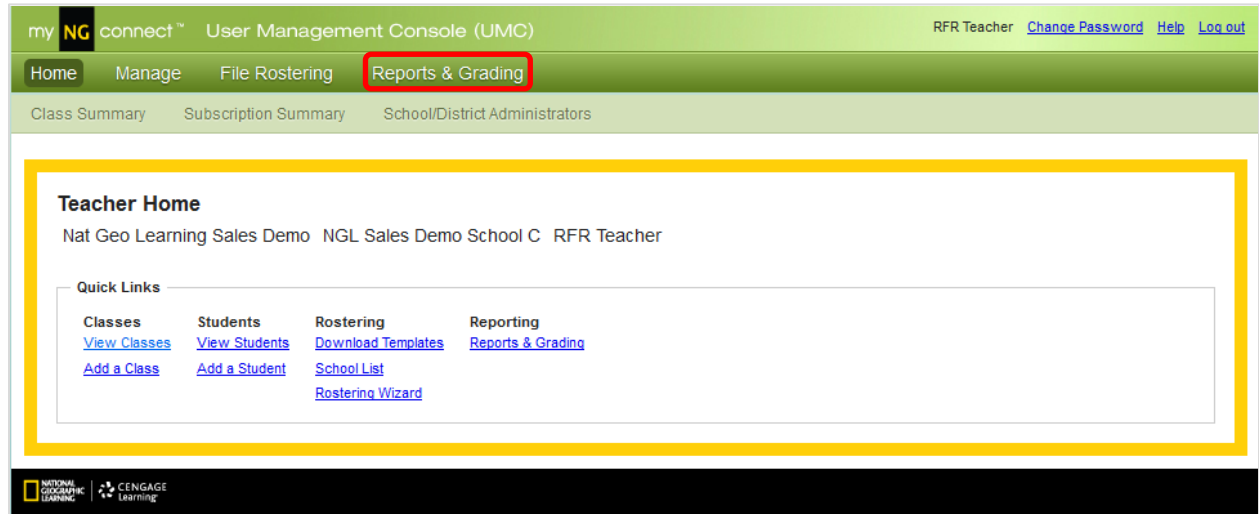 my NG connect™ User Management Console (UMC) RFR Teacher Change Password Help Log out
Home Manage File Rostering Reports & Grading
Class Summary Subscription Summary School/District Administrators
Teacher Home
Nat Geo Learning Sales Demo NGL Sales Demo School C RFR Teacher
Quick Links
Classes Students Rostering Reporting
View Classes View Students Download Templates Reports & Grading
Add a Class Add a Student School List
Rostering Wizard
NATIONAL GEOGRAPHIC LEARNING CENGAGE Learning